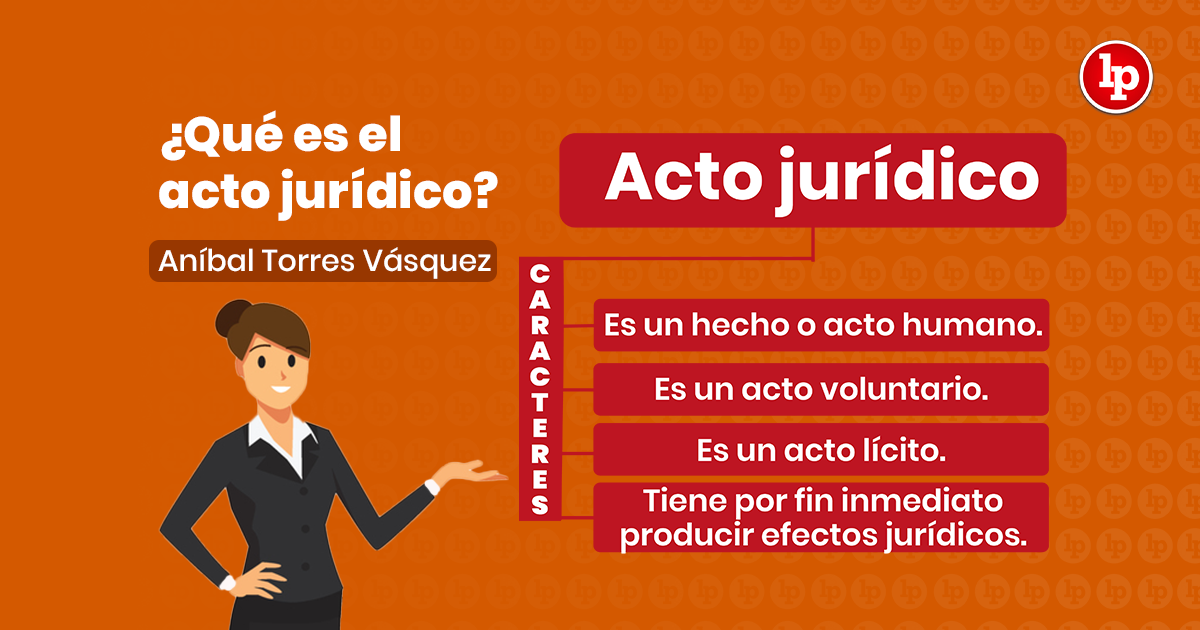 ¿Qué es el
acto jurídico?
Aníbal Torres Vásquez
lp
Acto jurídico
CARACTERES
Es un hecho o acto humano.
Es un acto voluntario.
Es un acto lícito.
Tiene por fin inmediato
producir efectos jurídicos.